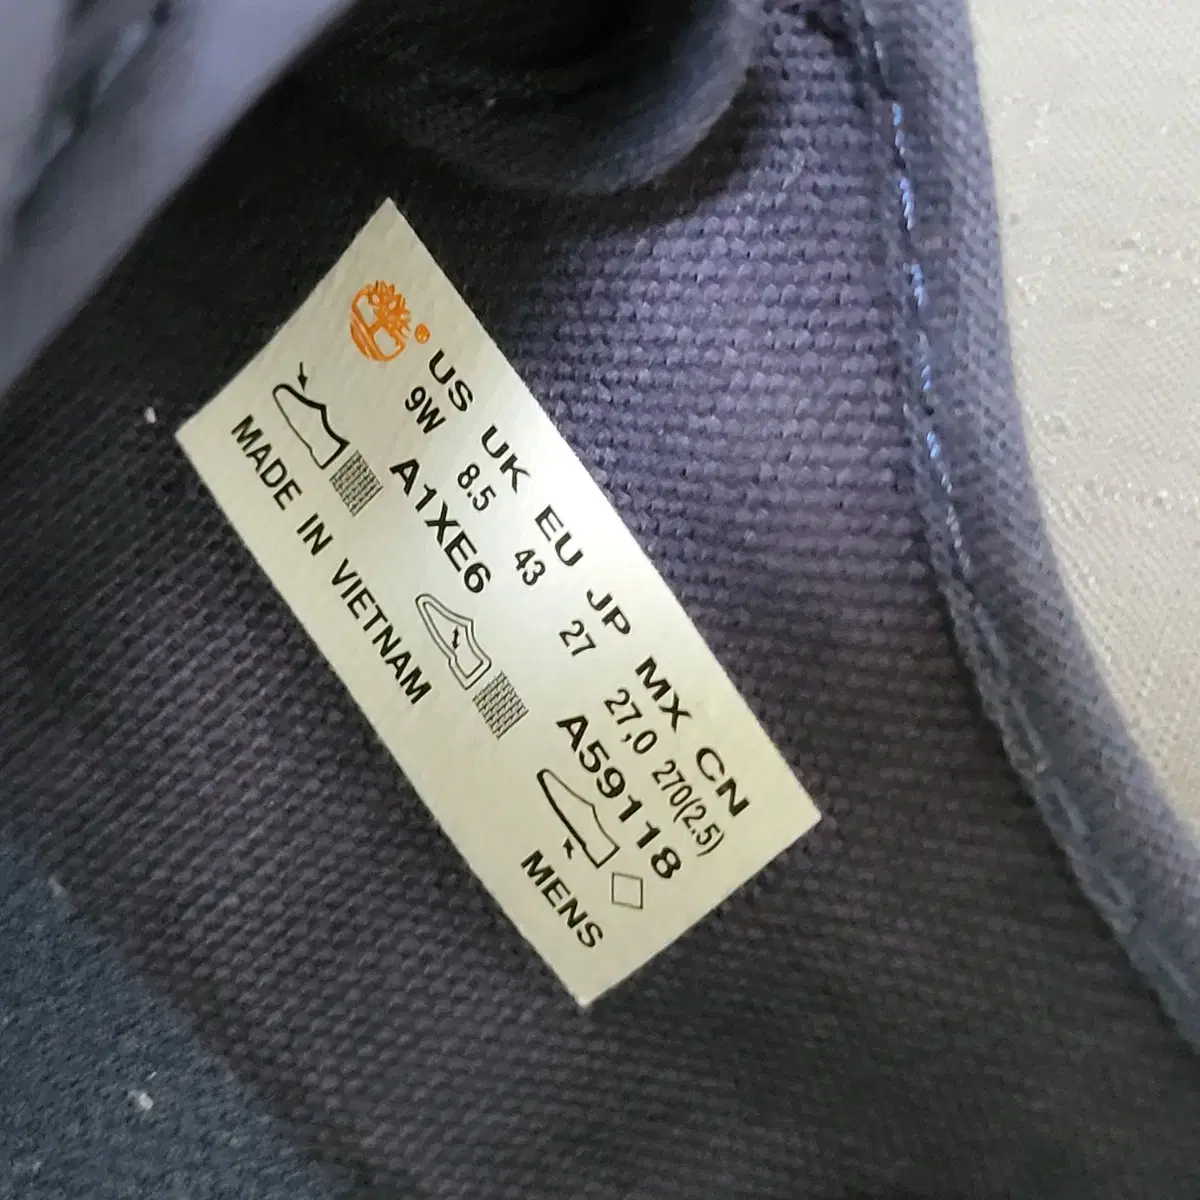 US UK EU JP MX CN
9W 8.5 43 27 27,0 270(2.5)
A1XE6 A59118
MADE IN VIETNAM MENS